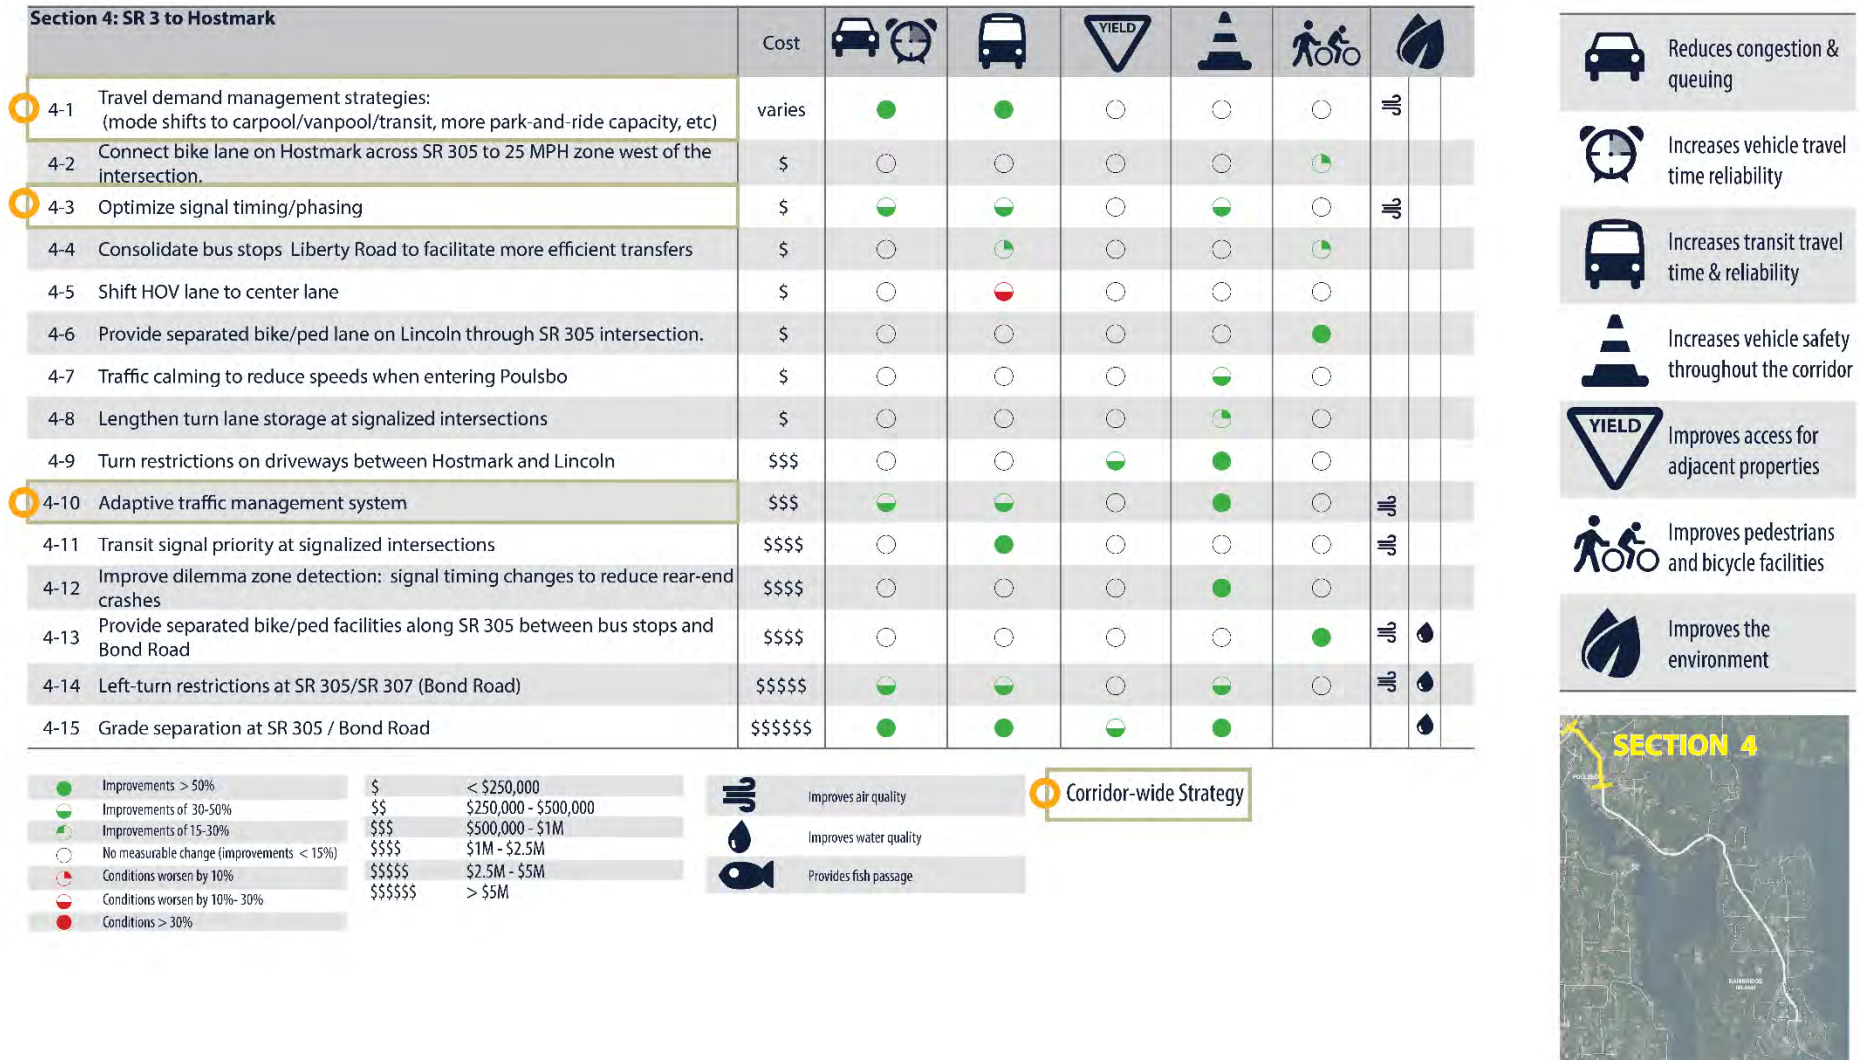 Section 4: SR 3 to Hostmark
Cost
YIELD
4-1 Travel demand management strategies:
(mode shifts to carpool/vanpool/transit, more park-and-ride capacity, etc)
varies
4-2 Connect bike lane on Hostmark across SR 305 to 25 MPH zone west of the
intersection.
$
4-3 Optimize signal timing/phasing $
4-4 Consolidate bus stops Liberty Road to facilitate more efficient transfers $
4-5 Shift HOV lane to center lane $
4-6 Provide separated bike/ped lane on Lincoln through SR 305 intersection. $
4-7 Traffic calming to reduce speeds when entering Poulsbo $
4-8 Lengthen turn lane storage at signalized intersections $
4-9 Turn restrictions on driveways between Hostmark and Lincoln $$$
4-10 Adaptive traffic management system $$$
4-11 Transit signal priority at signalized intersections $$$$
4-12 Improve dilemma zone detection: signal timing changes to reduce rear-end
crashes
$$$$
4-13 Provide separated bike/ped facilities along SR 305 between bus stops and
Bond Road
$$$$
4-14 Left-turn restrictions at SR 305/SR 307 (Bond Road) $$$$$
4-15 Grade separation at SR 305 / Bond Road $$$$$$
Improvements > 50%
Improvements of 30-50%
Improvements of 15-30%
No measurable change (improvements < 15%)
Conditions worsen by 10%
Conditions worsen by 10%- 30%
Conditions > 30%
$ < $250,000
$$ $250,000 - $500,000
$$$ $500,000 - $1M
$$$$ $1M - $2.5M
$$$$$ $2.5M - $5M
$$$$$$ > $5M
Improves air quality
Improves water quality
Provides fish passage
Corridor-wide Strategy
Reduces congestion &
queuing
Increases vehicle travel
time reliability
Increases transit travel
time & reliability
Increases vehicle safety
throughout the corridor
YIELD
Improves access for
adjacent properties
Improves pedestrians
and bicycle facilities
Improves the
environment
SECTION 4
POULSBO
BAINBRIDGE
ISLAND